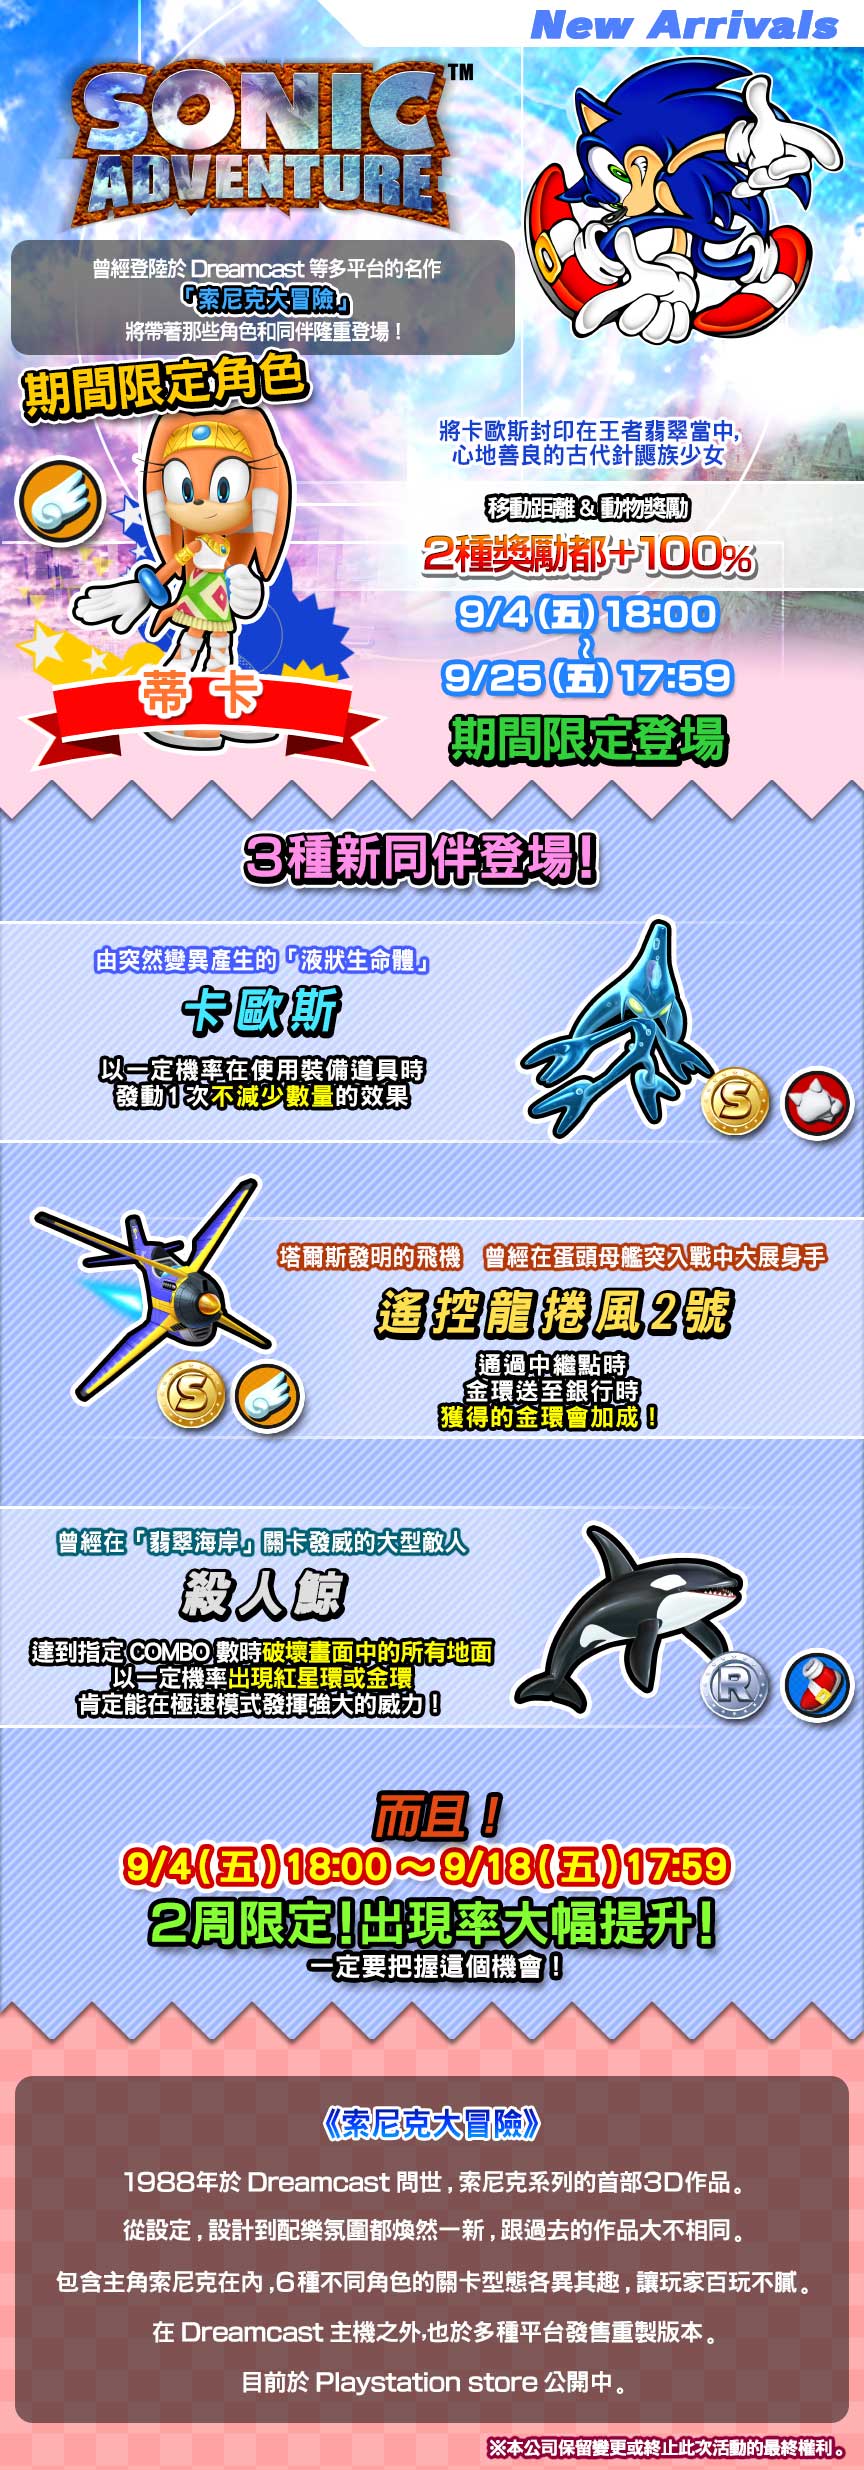 New Arrivals
SONIC
ADVENTURE
TM
曾經登陸於 Dreamcast 等多平台的名作
「索尼克大冒險」
將帶著那些角色和同伴隆重登場！
期間限定角色
將卡歐斯封印在王者翡翠當中,
心地善良的古代針鼴族少女
移動距離 & 動物獎勵
2種獎勵都+100%
9/4(五)18:00
~
9/25(五)17:59
期間限定登場
蒂卡
3種新同伴登場!
由突然變異產生的「液狀生命體」
卡歐斯
以一定機率在使用裝備道具時
發動1次不減少數量的效果
S
塔爾斯發明的飛機　曾經在蛋頭母艦突入戰中大展身手
遙控龍捲風2號
通過中繼點時
金環送至銀行時
獲得的金環會加成！
S
曾經在「翡翠海岸」關卡發威的大型敵人
殺人鯨
達到指定 COMBO 數時破壞畫面中的所有地面
以一定機率出現紅星環或金環
肯定能在極速模式發揮強大的威力！
R
而且！
9/4(五)18:00～9/18(五)17:59
2周限定!出現率大幅提升!
一定要把握這個機會！
《索尼克大冒險》
1988年於 Dreamcast 問世,索尼克系列的首部3D作品。
從設定,設計到配樂氛圍都煥然一新,跟過去的作品大不相同。
包含主角索尼克在內,6種不同角色的關卡型態各異其趣,讓玩家百玩不膩。
在 Dreamcast 主機之外,也於多種平台發售重製版本。
目前於 Playstation store 公開中。
※本公司保留變更或終止此次活動的最終權利。